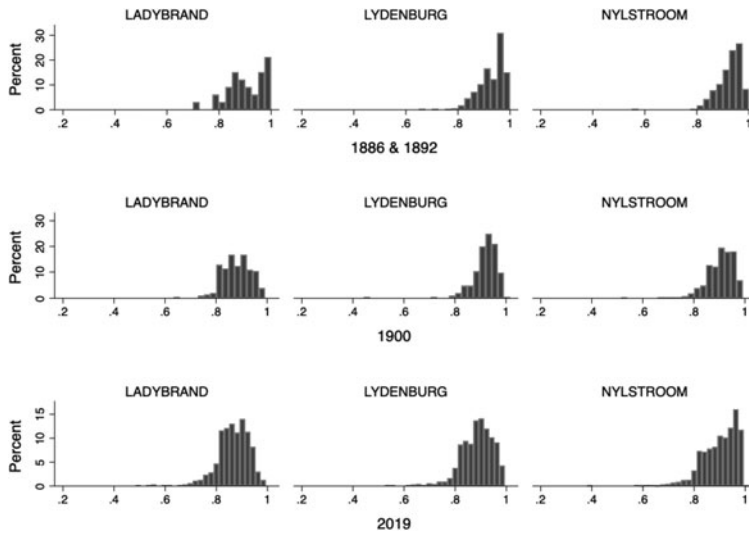 LADYBRAND LYDENBURG NYLSTROOM
Percent
0 10 20 30
.2 .4 .6 .8 1 .2 .4 .6 .8 1 .2 .4 .6 .8 1
1886 & 1892
LADYBRAND LYDENBURG NYLSTROOM
Percent
0 10 20 30
.2 .4 .6 .8 1 .2 .4 .6 .8 1 .2 .4 .6 .8 1
1900
LADYBRAND LYDENBURG NYLSTROOM
Percent
0 5 10 15
.2 .4 .6 .8 1 .2 .4 .6 .8 1 .2 .4 .6 .8 1
2019